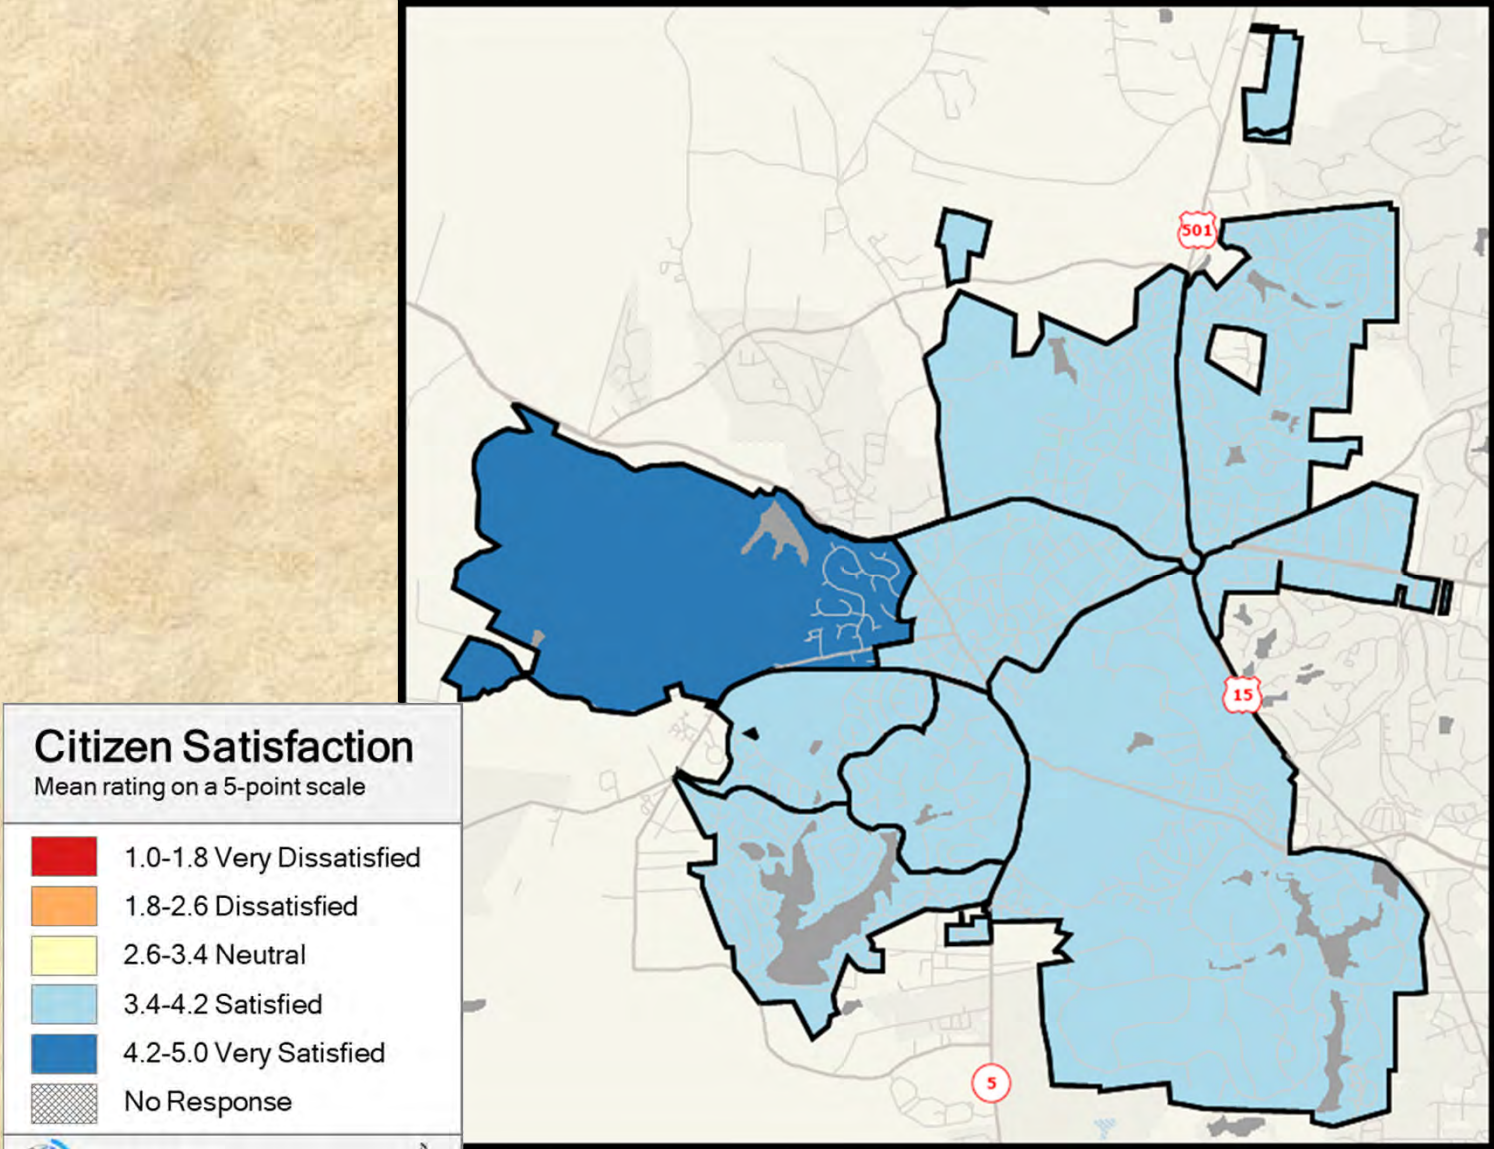 501
15
5
Citizen Satisfaction
Mean rating on a 5-point scale
1.0-1.8 Very Dissatisfied
1.8-2.6 Dissatisfied
2.6-3.4 Neutral
3.4-4.2 Satisfied
4.2-5.0 Very Satisfied
No Response